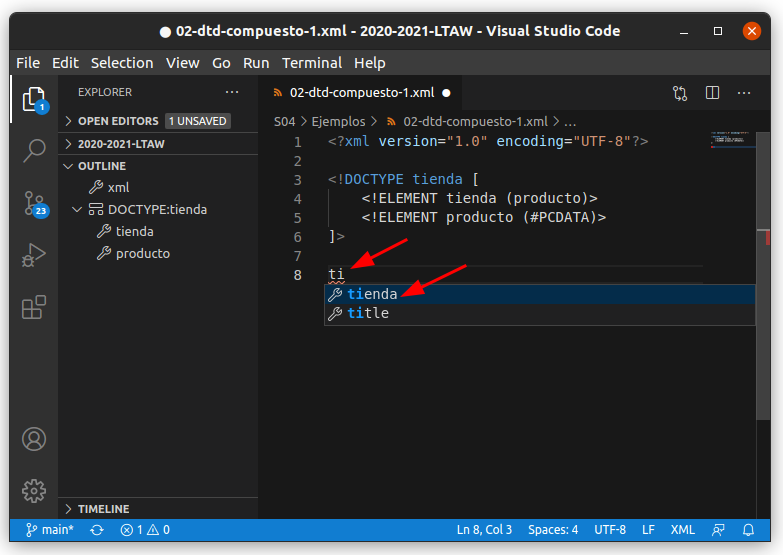 02-dtd-compuesto-1.xml - 2020-2021-LTAW - Visual Studio Code
File Edit Selection View Go Run Terminal Help
EXPLORER
OPEN EDITORS 1 UNSAVED
2020-2021-LTAW
OUTLINE
xml
DOCTYPE:tienda
tienda
producto
TIMELINE
1
23
02-dtd-compuesto-1.xml
S04 > Ejemplos > 02-dtd-compuesto-1.xml > ...
1 <?xml version="1.0" encoding="UTF-8"?>
2
3 <!DOCTYPE tienda [
4 <!ELEMENT tienda (producto)>
5 <!ELEMENT producto (#PCDATA)>
6 ]>
7
8 ti
tienda
title
main* 1 0 Ln 8, Col 3 Spaces: 4 UTF-8 LF XML